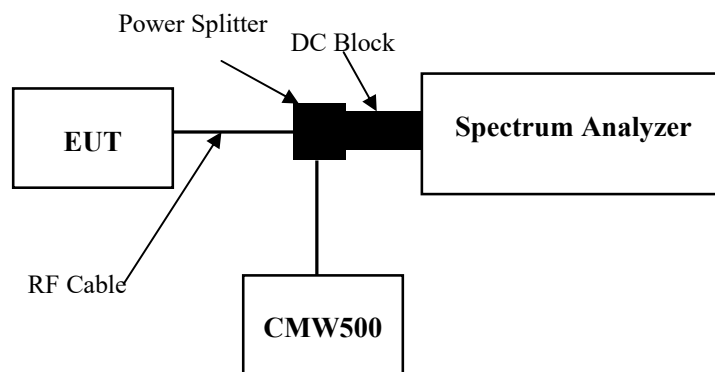 Power Splitter
DC Block
EUT
Spectrum Analyzer
RF Cable
CMW500